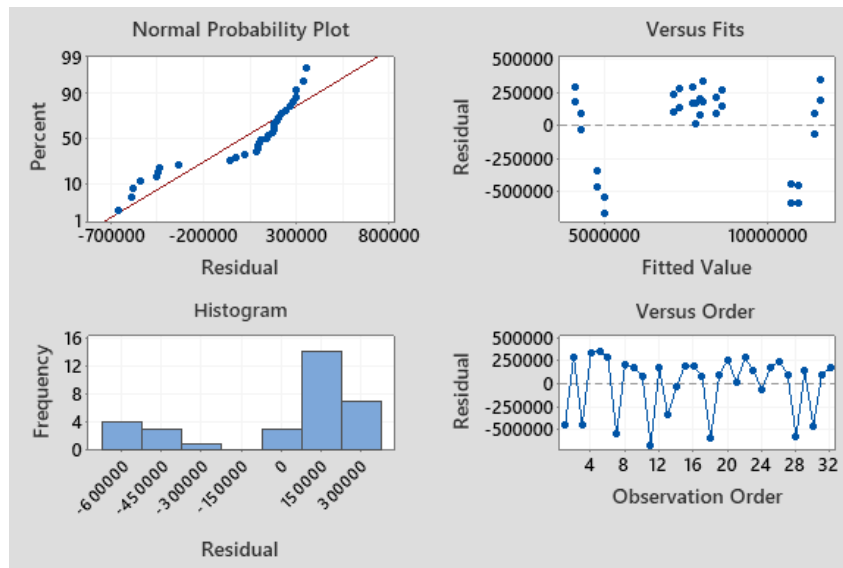 Normal Probability Plot
99
90
50
10
1
Percent
-700000 -200000 300000 800000
Residual
Versus Fits
500000
250000
0
-250000
-500000
Residual
5000000 10000000
Fitted Value
Histogram
16
12
8
4
0
Frequency
-600000 -450000 -300000 -150000 0 150000 300000
Residual
Versus Order
500000
250000
0
-250000
-500000
Residual
4 8 12 16 20 24 28 32
Observation Order